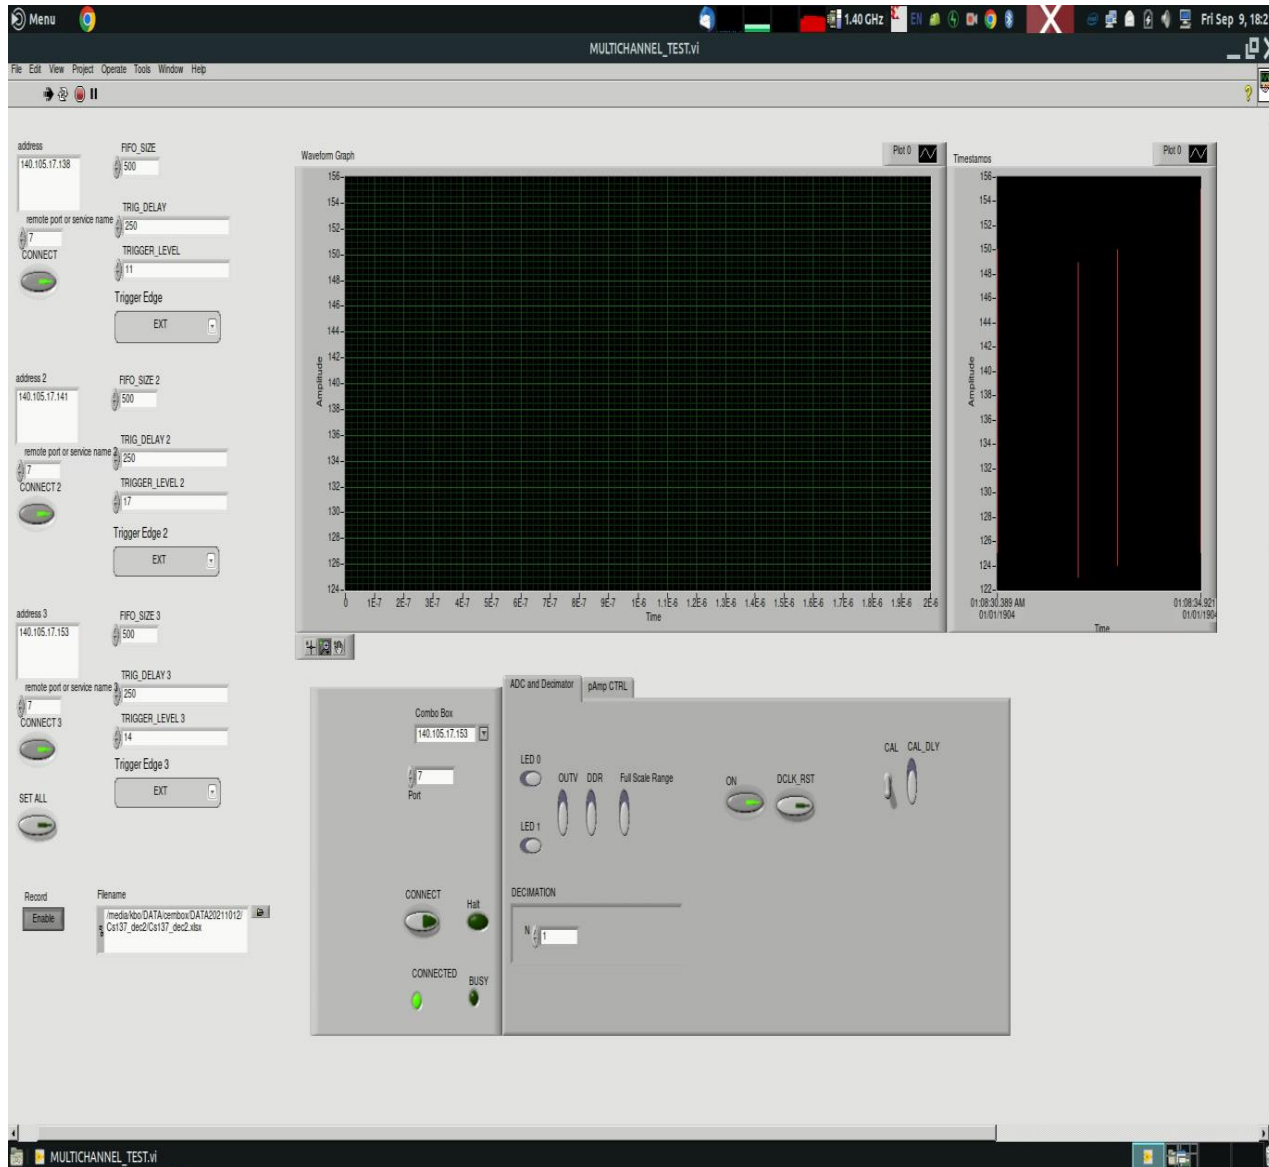 Menu
1.40 GHz
EN
Fri Sep 9, 18:2
MULTICHANNEL_TEST.vi
File Edit View Project Operate Tools Window Help
address
140.105.17.138
FIFO_SIZE
500
TRIG_DELAY
250
remote port or service name
7
TRIGGER_LEVEL
11
CONNECT
Trigger Edge
EXT
address 2
140.105.17.141
FIFO_SIZE 2
500
TRIG_DELAY 2
250
remote port or service name 2
7
TRIGGER_LEVEL 2
17
CONNECT 2
Trigger Edge 2
EXT
address 3
140.105.17.153
FIFO_SIZE 3
500
TRIG_DELAY 3
250
remote port or service name 3
7
TRIGGER_LEVEL 3
14
CONNECT 3
Trigger Edge 3
EXT
SET ALL
Record
Enable
Filename
/media/kbo/DATA/cembox/DATA20211012/
Cs137_dec2/Cs137_dec2.xlsx
Waveform Graph
Plot 0
Amplitude
156
154
152
150
148
146
144
142
140
138
136
134
132
130
128
126
124
0 1E-7 2E-7 3E-7 4E-7 5E-7 6E-7 7E-7 8E-7 9E-7 1E-6 1.1E-6 1.2E-6 1.3E-6 1.4E-6 1.5E-6 1.6E-6 1.7E-6 1.8E-6 1.9E-6 2E-6
Time
Timestamps
Plot 0
Amplitude
156
154
152
150
148
146
144
142
140
138
136
134
132
130
128
126
124
122
01:08:30.389 AM
01/01/1904
01:08:34.921
01/01/1904
Time
Combo Box
140.105.17.153
7
Port
CONNECT
Halt
CONNECTED
BUSY
ADC and Decimator
pAmp CTRL
LED 0
OUTV DDR Full Scale Range
ON
DCLK_RST
CAL CAL_DLY
LED 1
DECIMATION
N 1
MULTICHANNEL_TEST.vi